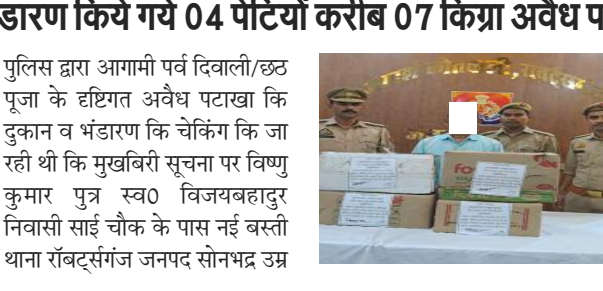 डारण किये गये 04 पेटियों करीब 07 किग्रा अवैध प
पुलिस द्वारा आगामी पर्व दिवाली/छठ
पूजा के दृष्टिगत अवैध पटाखा कि
दुकान व भंडारण कि चेकिंग कि जा
रही थी कि मुखबिरी सूचना पर विष्णु
कुमार पुत्र स्व0 विजयबहादुर
निवासी साई चौक के पास नई बस्ती
थाना रॉबर्ट्सगंज जनपद सोनभद्र उम्र